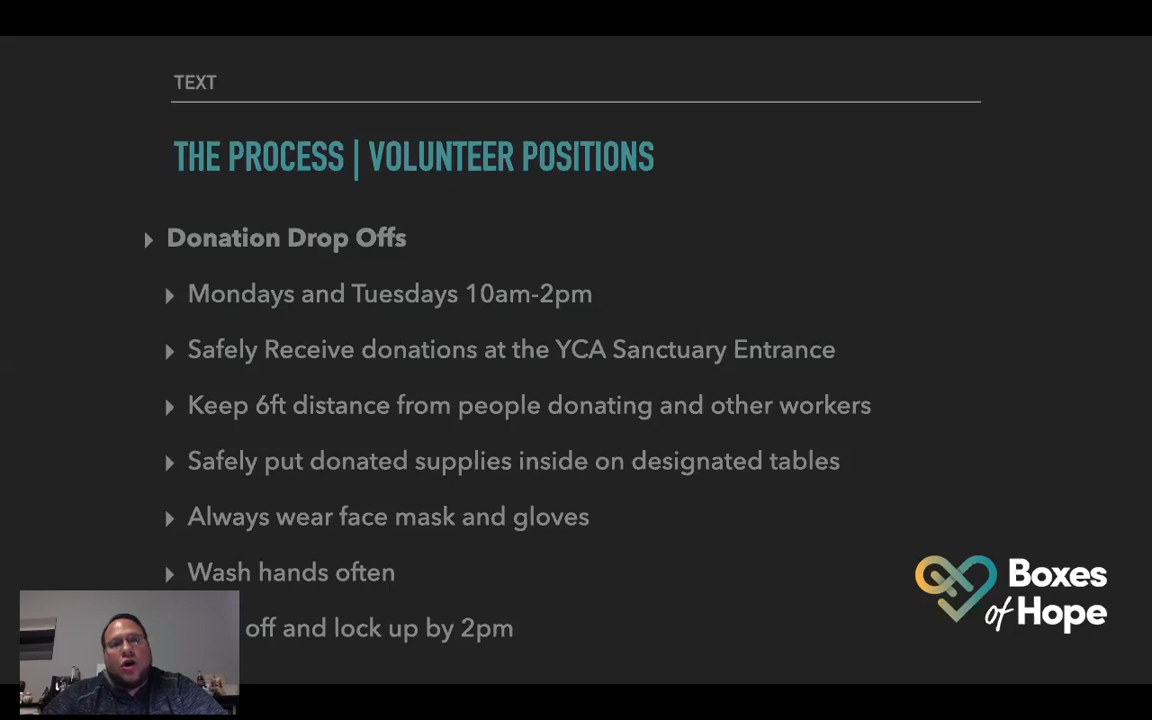 TEXT
THE PROCESS | VOLUNTEER POSITIONS
Donation Drop Offs
Mondays and Tuesdays 10am-2pm
Safely Receive donations at the YCA Sanctuary Entrance
Keep 6ft distance from people donating and other workers
Safely put donated supplies inside on designated tables
Always wear face mask and gloves
Wash hands often
off and lock up by 2pm
Boxes
of Hope